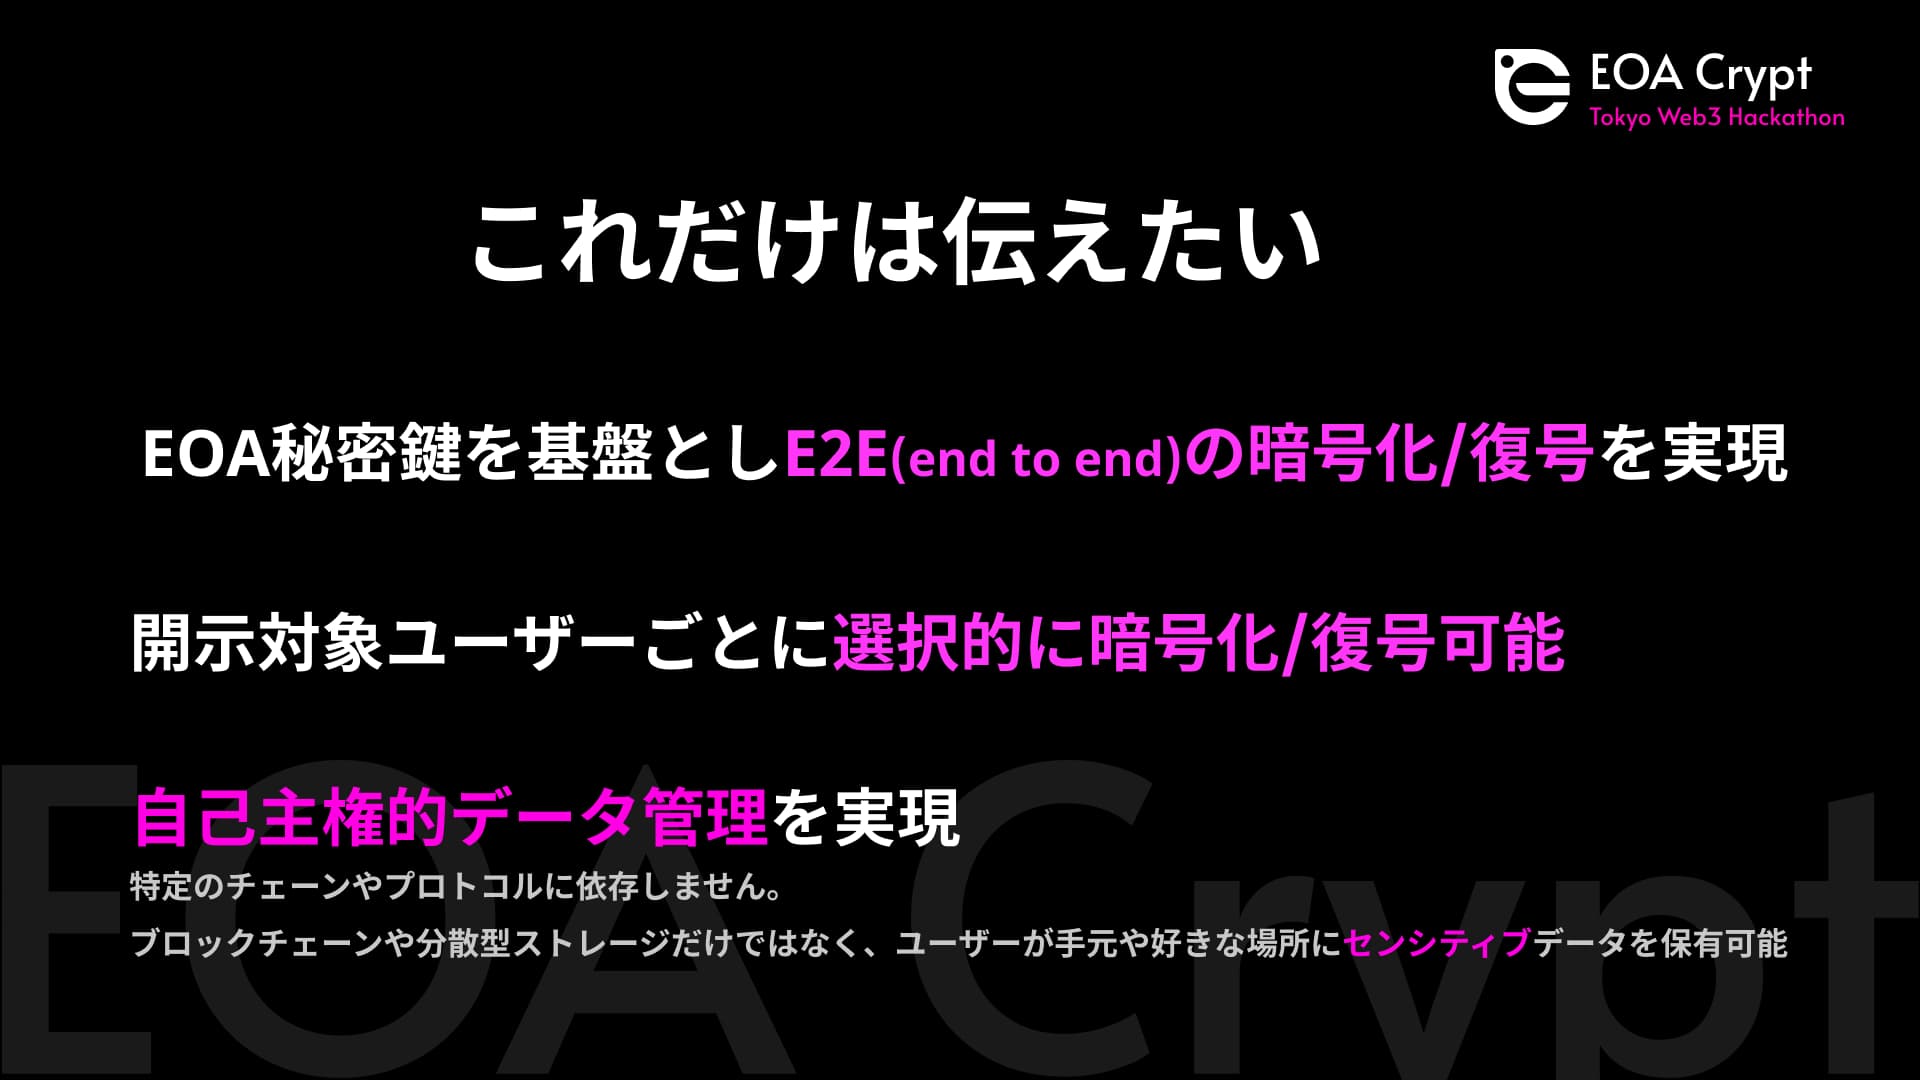 EOA Crypt
Tokyo Web3 Hackathon
これだけは伝えたい
EOA秘密鍵を基盤としE2E(end to end)の暗号化/復号を実現
開示対象ユーザーごとに選択的に暗号化/復号可能
自己主権的データ管理を実現
特定のチェーンやプロトコルに依存しません。
ブロックチェーンや分散型ストレージだけではなく、ユーザーが手元や好きな場所にセンシティブデータを保有可能
EOA Crypt